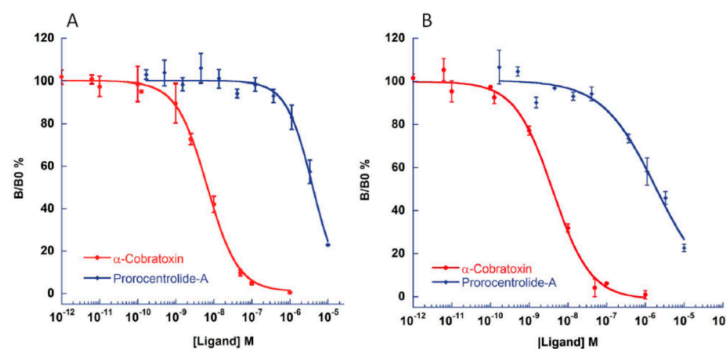 A
120
100
80
60
40
20
0
B/B0 %
α-Cobratoxin
Prorocentrolide-A
10-12 10-11 10-10 10-9 10-8 10-7 10-6 10-5
[Ligand] M
B
120
100
80
60
40
20
0
B/B0 %
α-Cobratoxin
Prorocentrolide-A
10-12 10-11 10-10 10-9 10-8 10-7 10-6 10-5
|Ligand] M